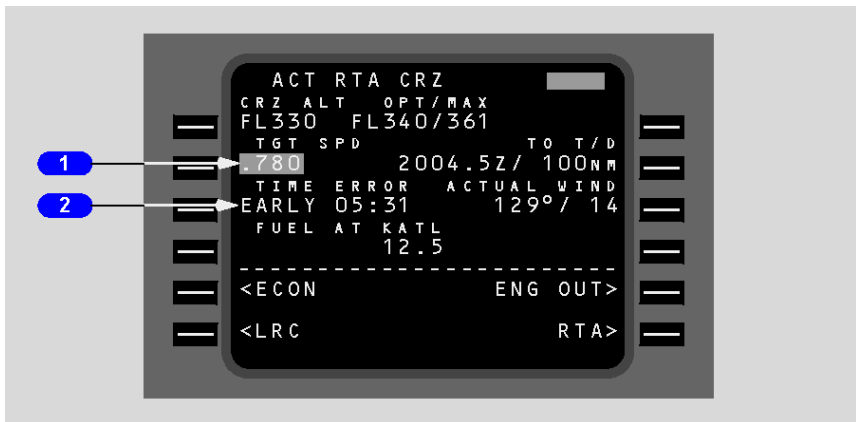 ACT RTA CRZ
CRZ ALT OPT/MAX
FL330 FL340/361
TGT SPD TO T/D
.780 2004.5Z/ 100NM
TIME ERROR ACTUAL WIND
EARLY 05:31 129°/ 14
FUEL AT KATL
12.5
------------------------
<ECON ENG OUT>
<LRC RTA>
1
2